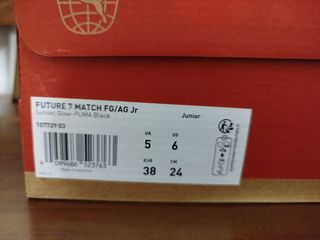 FUTURE 7 MATCH FG/AG Jr
Sunset Glow-PUMA Black
107729 03
Junior
UK US
5 6
EUR CM
38 24
4 099686 523763